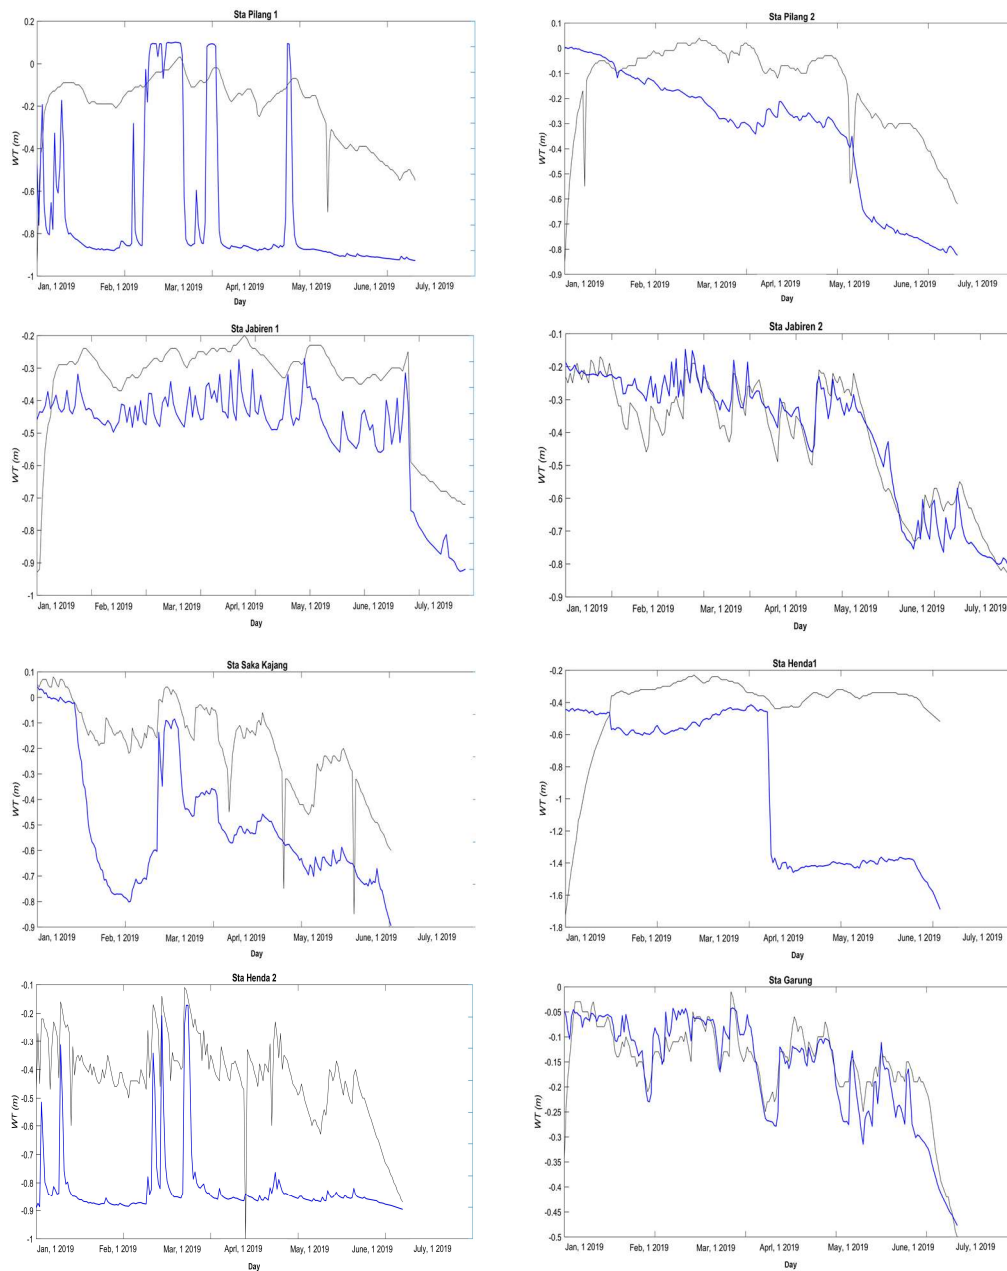 Sta Pilang 1
0.2
0
-0.2
-0.4
-0.6
-0.8
-1
WT (m)
Jan, 1 2019 Feb, 1 2019 Mar, 1 2019 April, 1 2019 May, 1 2019 June, 1 2019 July, 1 2019
Day
Sta Pilang 2
0.1
0
-0.1
-0.2
-0.3
-0.4
-0.5
-0.6
-0.7
-0.8
-0.9
WT (m)
Jan, 1 2019 Feb, 1 2019 Mar, 1 2019 April, 1 2019 May, 1 2019 June, 1 2019 July, 1 2019
Day
Sta Jabiren 1
-0.2
-0.3
-0.4
-0.5
-0.6
-0.7
-0.8
-0.9
-1
WT (m)
Jan, 1 2019 Feb, 1 2019 Mar, 1 2019 April, 1 2019 May, 1 2019 June, 1 2019 July, 1 2019
Day
Sta Jabiren 2
-0.1
-0.2
-0.3
-0.4
-0.5
-0.6
-0.7
-0.8
-0.9
WT (m)
Jan, 1 2019 Feb, 1 2019 Mar, 1 2019 April, 1 2019 May, 1 2019 June, 1 2019 July, 1 2019
Day
Sta Saka Kajang
0.1
0
-0.1
-0.2
-0.3
-0.4
-0.5
-0.6
-0.7
-0.8
-0.9
WT (m)
Jan, 1 2019 Feb, 1 2019 Mar, 1 2019 April, 1 2019 May, 1 2019 June, 1 2019 July, 1 2019
Day
Sta Henda1
-0.2
-0.4
-0.6
-0.8
-1
-1.2
-1.4
-1.6
-1.8
WT (m)
Jan, 1 2019 Feb, 1 2019 Mar, 1 2019 April, 1 2019 May, 1 2019 June, 1 2019 July, 1 2019
Day
Sta Henda 2
-0.1
-0.2
-0.3
-0.4
-0.5
-0.6
-0.7
-0.8
-0.9
-1
WT (m)
Jan, 1 2019 Feb, 1 2019 Mar, 1 2019 April, 1 2019 May, 1 2019 June, 1 2019 July, 1 2019
Day
Sta Garung
0
-0.05
-0.1
-0.15
-0.2
-0.25
-0.3
-0.35
-0.4
-0.45
-0.5
WT (m)
Jan, 1 2019 Feb, 1 2019 Mar, 1 2019 April, 1 2019 May, 1 2019 June, 1 2019 July, 1 2019
Day